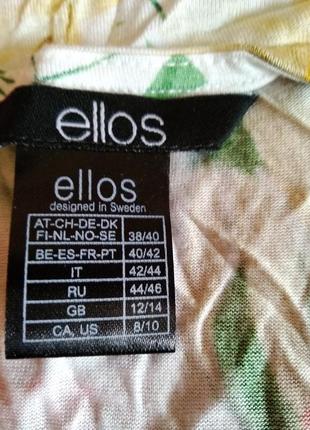 ellos
ellos
designed in Sweden
AT-CH-DE-DK
FI-NL-NO-SE 38/40
BE-ES-FR-PT 40/42
IT 42/44
RU 44/46
GB 12/14
CA, US 8/10